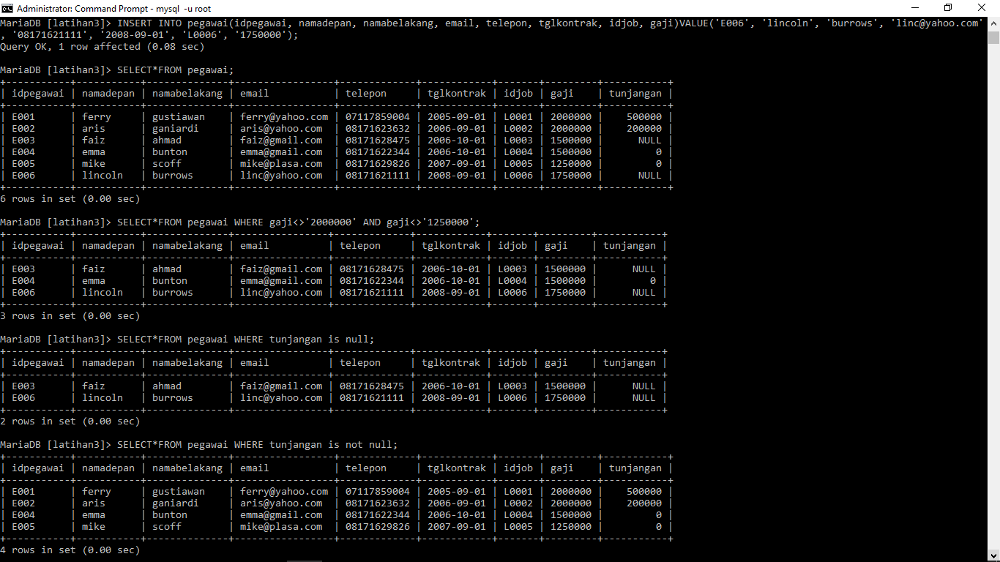 Administrator: Command Prompt - mysql  -u root
MariaDB [latihan3]> INSERT INTO pegawai(idpegawai, namadepan, namabelakang, email, telepon, tglkontrak, idjob, gaji)VALUE('E006', 'lincoln', 'burrows', 'linc@yahoo.com'
, '08171621111', '2008-09-01', 'L0006', '1750000');
Query OK, 1 row affected (0.08 sec)
MariaDB [latihan3]> SELECT*FROM pegawai;
+-----------+-----------+--------------+-----------------+-------------+------------+-------+---------+-----------+
| idpegawai | namadepan | namabelakang | email           | telepon     | tglkontrak | idjob | gaji    | tunjangan |
+-----------+-----------+--------------+-----------------+-------------+------------+-------+---------+-----------+
| E001      | ferry     | gustiawan    | ferry@yahoo.com | 07117859004 | 2005-09-01 | L0001 | 2000000 |    500000 |
| E002      | aris      | ganiardi     | aris@yahoo.com  | 08171623632 | 2006-09-01 | L0002 | 2000000 |    200000 |
| E003      | faiz      | ahmad        | faiz@gmail.com  | 08171628475 | 2006-10-01 | L0003 | 1500000 |      NULL |
| E004      | emma      | bunton       | emma@gmail.com  | 08171622344 | 2006-10-01 | L0004 | 1500000 |         0 |
| E005      | mike      | scoff        | mike@plasa.com  | 08171629826 | 2007-09-01 | L0005 | 1250000 |         0 |
| E006      | lincoln   | burrows      | linc@yahoo.com  | 08171621111 | 2008-09-01 | L0006 | 1750000 |      NULL |
+-----------+-----------+--------------+-----------------+-------------+------------+-------+---------+-----------+
6 rows in set (0.00 sec)
MariaDB [latihan3]> SELECT*FROM pegawai WHERE gaji<>'2000000' AND gaji<>'1250000';
+-----------+-----------+--------------+----------------+-------------+------------+-------+---------+-----------+
| idpegawai | namadepan | namabelakang | email          | telepon     | tglkontrak | idjob | gaji    | tunjangan |
+-----------+-----------+--------------+----------------+-------------+------------+-------+---------+-----------+
| E003      | faiz      | ahmad        | faiz@gmail.com | 08171628475 | 2006-10-01 | L0003 | 1500000 |      NULL |
| E004      | emma      | bunton       | emma@gmail.com | 08171622344 | 2006-10-01 | L0004 | 1500000 |         0 |
| E006      | lincoln   | burrows      | linc@yahoo.com | 08171621111 | 2008-09-01 | L0006 | 1750000 |      NULL |
+-----------+-----------+--------------+----------------+-------------+------------+-------+---------+-----------+
3 rows in set (0.00 sec)
MariaDB [latihan3]> SELECT*FROM pegawai WHERE tunjangan is null;
+-----------+-----------+--------------+----------------+-------------+------------+-------+---------+-----------+
| idpegawai | namadepan | namabelakang | email          | telepon     | tglkontrak | idjob | gaji    | tunjangan |
+-----------+-----------+--------------+----------------+-------------+------------+-------+---------+-----------+
| E003      | faiz      | ahmad        | faiz@gmail.com | 08171628475 | 2006-10-01 | L0003 | 1500000 |      NULL |
| E006      | lincoln   | burrows      | linc@yahoo.com | 08171621111 | 2008-09-01 | L0006 | 1750000 |      NULL |
+-----------+-----------+--------------+----------------+-------------+------------+-------+---------+-----------+
2 rows in set (0.00 sec)
MariaDB [latihan3]> SELECT*FROM pegawai WHERE tunjangan is not null;
+-----------+-----------+--------------+-----------------+-------------+------------+-------+---------+-----------+
| idpegawai | namadepan | namabelakang | email           | telepon     | tglkontrak | idjob | gaji    | tunjangan |
+-----------+-----------+--------------+-----------------+-------------+------------+-------+---------+-----------+
| E001      | ferry     | gustiawan    | ferry@yahoo.com | 07117859004 | 2005-09-01 | L0001 | 2000000 |    500000 |
| E002      | aris      | ganiardi     | aris@yahoo.com  | 08171623632 | 2006-09-01 | L0002 | 2000000 |    200000 |
| E004      | emma      | bunton       | emma@gmail.com  | 08171622344 | 2006-10-01 | L0004 | 1500000 |         0 |
| E005      | mike      | scoff        | mike@plasa.com  | 08171629826 | 2007-09-01 | L0005 | 1250000 |         0 |
+-----------+-----------+--------------+-----------------+-------------+------------+-------+---------+-----------+
4 rows in set (0.00 sec)